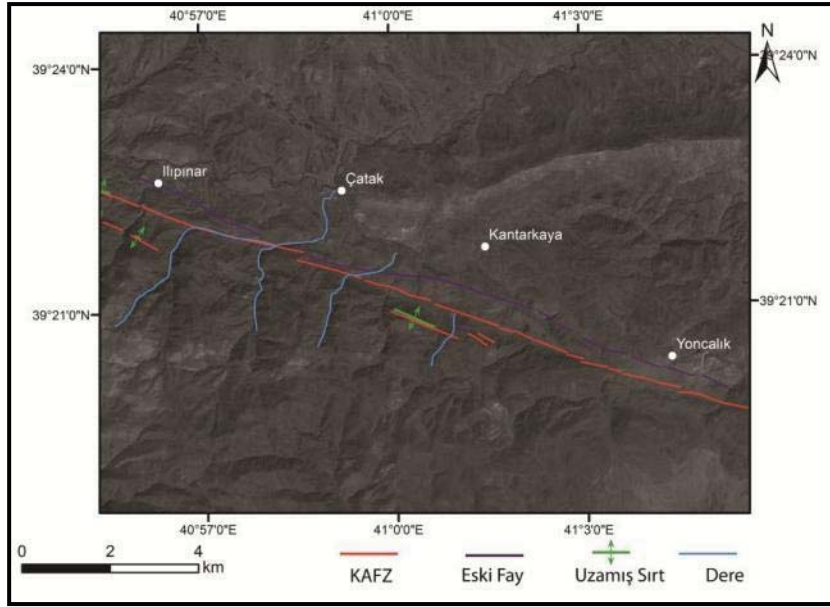 40°57'0"E 41°0'0"E 41°3'0"E
N
39°24'0"N 39°24'0"N
Ilıpınar
Çatak
Kantarkaya
39°21'0"N 39°21'0"N
Yoncalık
40°57'0"E 41°0'0"E 41°3'0"E
0 2 4
km
KAFZ Eski Fay Uzamış Sırt Dere